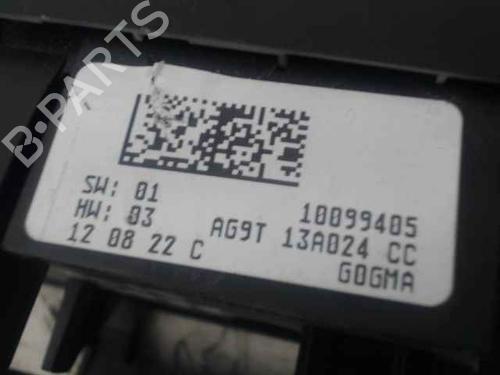 B-PARTS
SW: 01
HW: 03
12 08 22 C
10099405
AG9T 13A024 CC
GOGMA